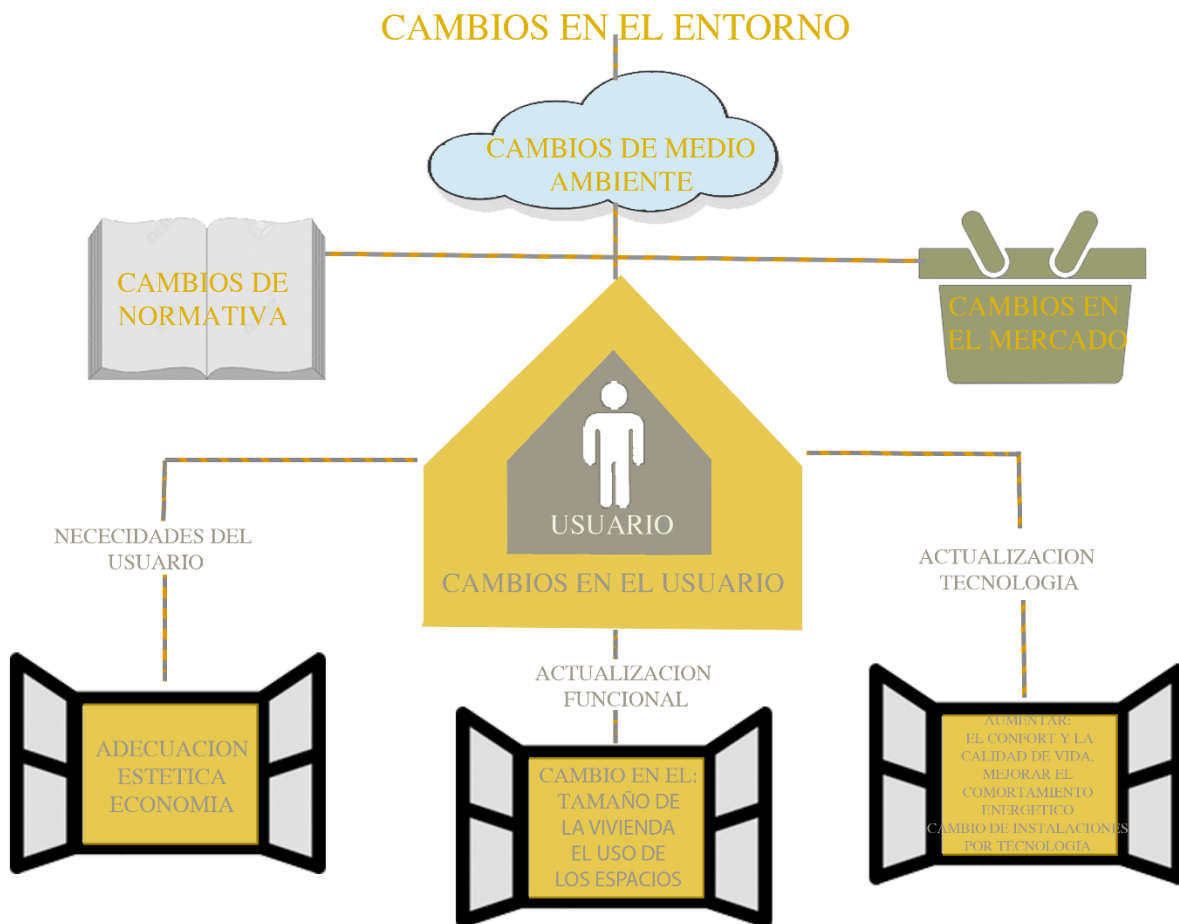 CAMBIOS EN EL ENTORNO
CAMBIOS DE MEDIO
AMBIENTE
CAMBIOS DE
NORMATIVA
CAMBIOS EN
EL MERCADO
USUARIO
CAMBIOS EN EL USUARIO
NECECIDADES DEL
USUARIO
ACTUALIZACION
FUNCIONAL
ACTUALIZACION
TECNOLOGIA
ADECUACION
ESTETICA
ECONOMIA
CAMBIO EN EL:
TAMAÑO DE
LA VIVIENDA
EL USO DE
LOS ESPACIOS
AUMENTAR:
EL CONFORT Y LA
CALIDAD DE VIDA.
MEJORAR EL
COMORTAMIENTO
ENERGETICO
CAMBIO DE INSTALACIONES
POR TECNOLOGIA